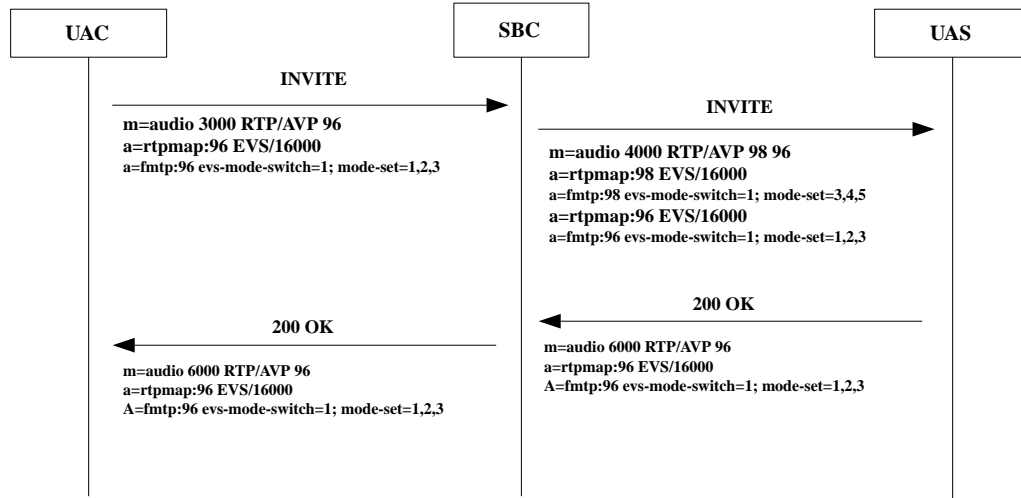 UAC
SBC
UAS
INVITE
m=audio 3000 RTP/AVP 96
a=rtpmap:96 EVS/16000
a=fmtp:96 evs-mode-switch=1; mode-set=1,2,3
INVITE
m=audio 4000 RTP/AVP 98 96
a=rtpmap:98 EVS/16000
a=fmtp:98 evs-mode-switch=1; mode-set=3,4,5
a=rtpmap:96 EVS/16000
a=fmtp:96 evs-mode-switch=1; mode-set=1,2,3
200 OK
m=audio 6000 RTP/AVP 96
a=rtpmap:96 EVS/16000
A=fmtp:96 evs-mode-switch=1; mode-set=1,2,3
200 OK
m=audio 6000 RTP/AVP 96
a=rtpmap:96 EVS/16000
A=fmtp:96 evs-mode-switch=1; mode-set=1,2,3